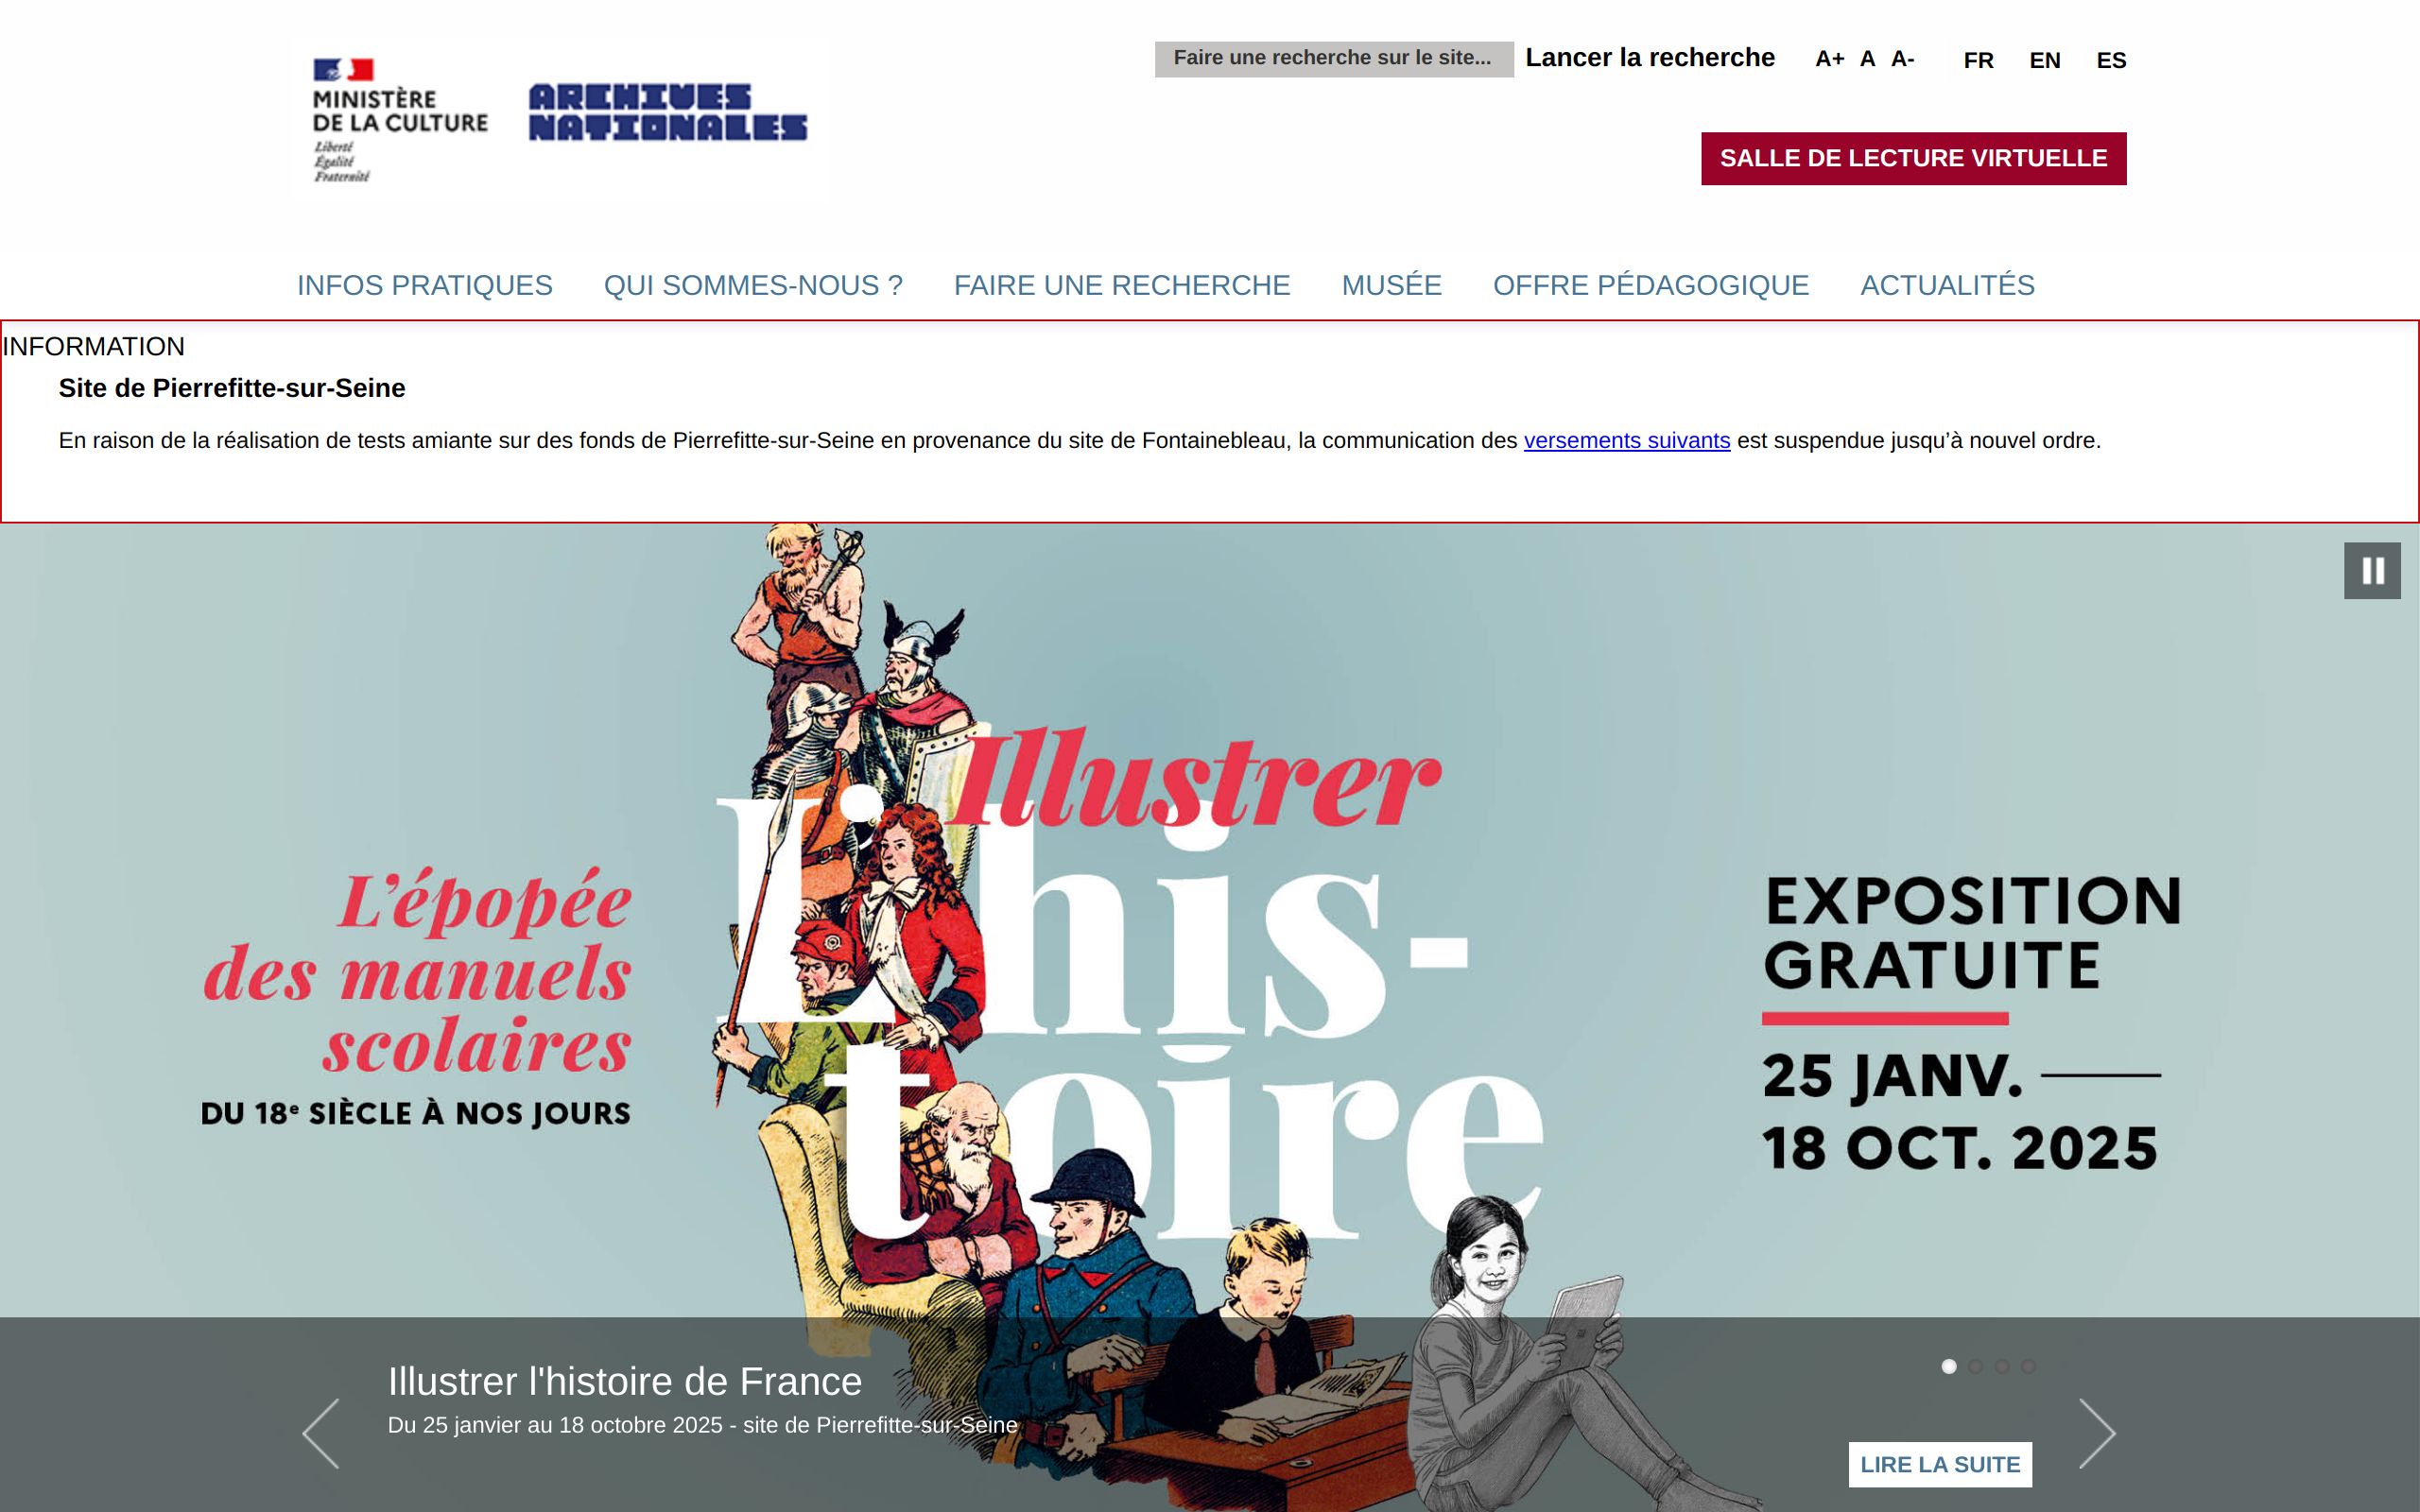 Faire une recherche sur le site... Lancer la recherche A+ A A- FR EN ES
MINISTÈRE
DE LA CULTURE
Liberté
Égalité
Fraternité
ARCHIVES
NATIONALES
SALLE DE LECTURE VIRTUELLE
INFOS PRATIQUES QUI SOMMES-NOUS ? FAIRE UNE RECHERCHE MUSÉE OFFRE PÉDAGOGIQUE ACTUALITÉS
INFORMATION
Site de Pierrefitte-sur-Seine
En raison de la réalisation de tests amiante sur des fonds de Pierrefitte-sur-Seine en provenance du site de Fontainebleau, la communication des versements suivants est suspendue jusqu’à nouvel ordre.
L’épopée
des manuels
scolaires
DU 18e SIÈCLE À NOS JOURS
Illustrer
L’his-
toire
EXPOSITION
GRATUITE
25 JANV. —
18 OCT. 2025
Illustrer l'histoire de France
Du 25 janvier au 18 octobre 2025 - site de Pierrefitte-sur-Seine
LIRE LA SUITE